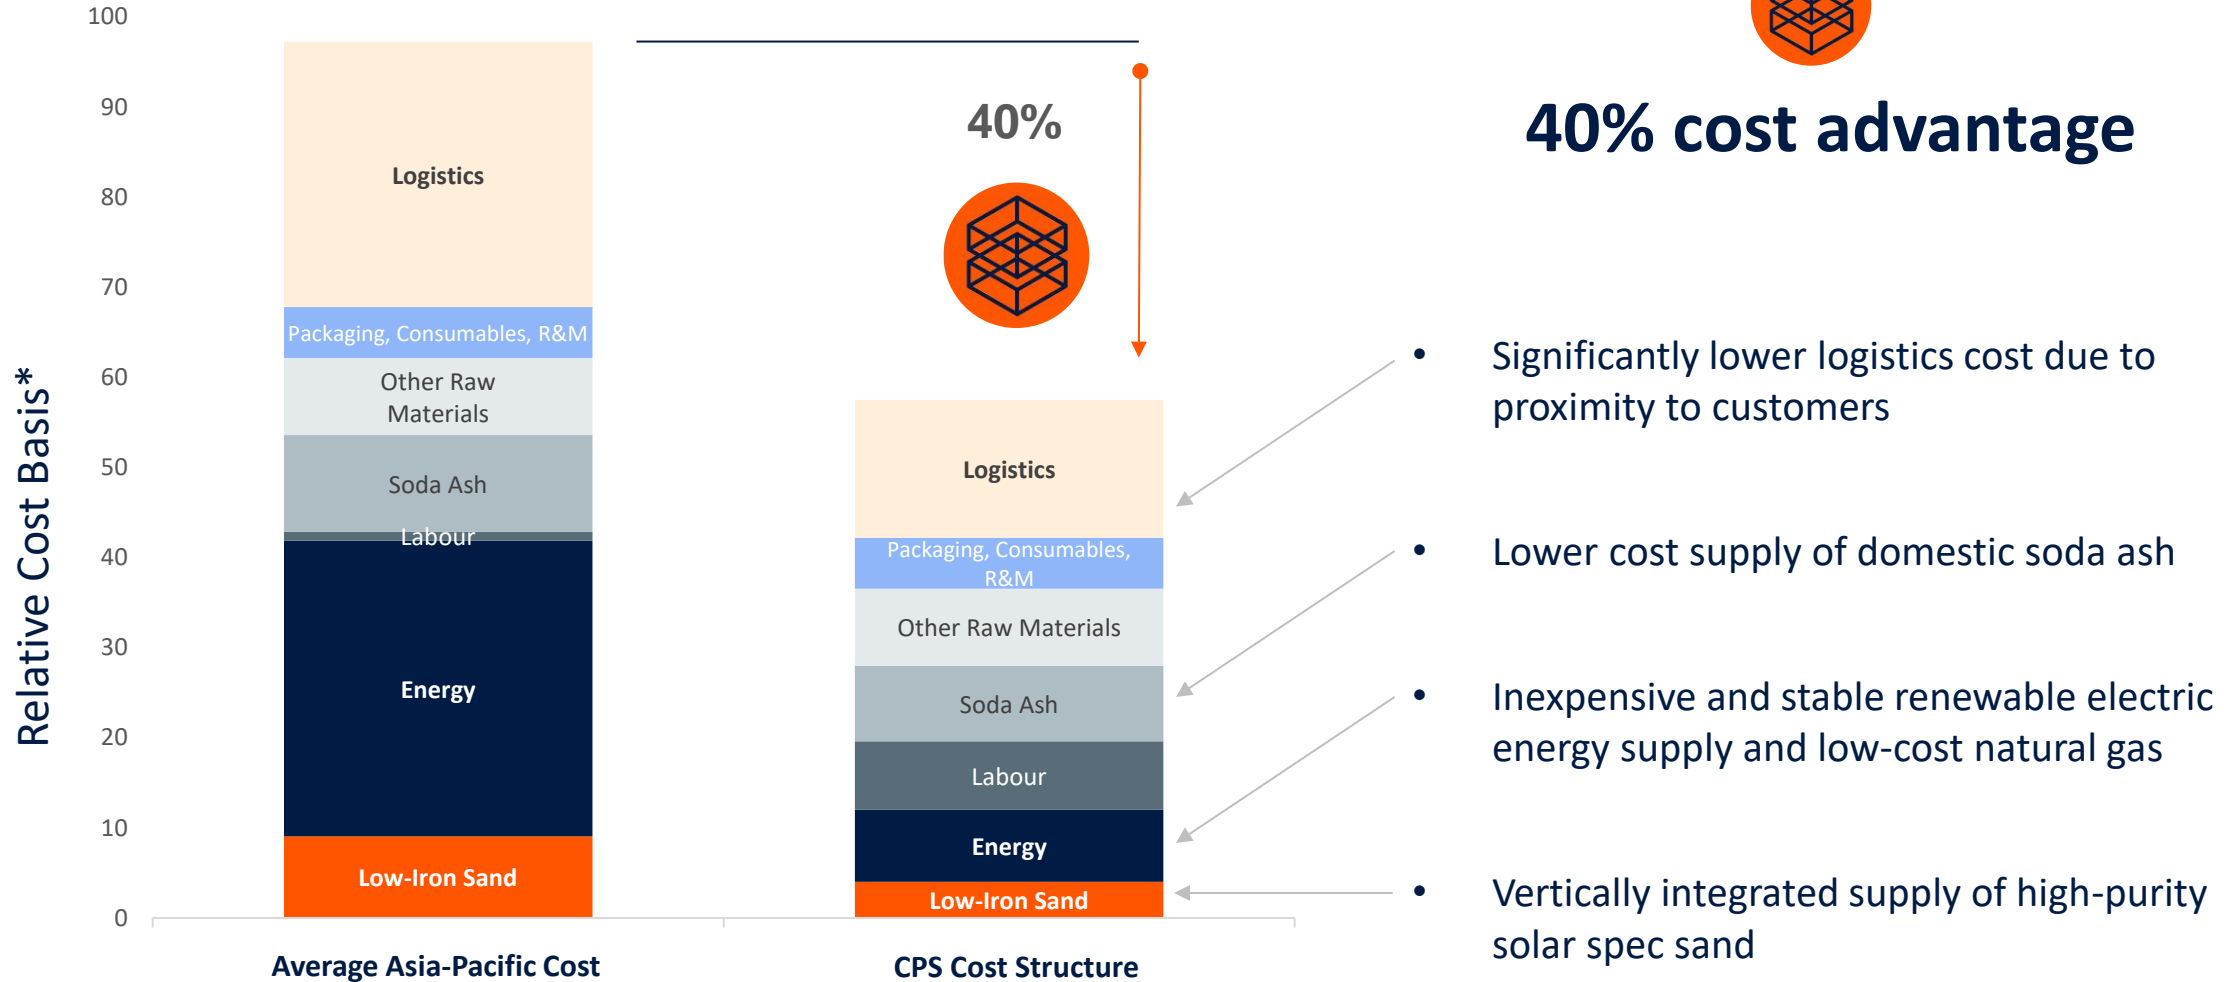 100
90
80
70
60
50
40
30
20
10
0
Relative Cost Basis*
Logistics
Packaging, Consumables, R&M
Other Raw
Materials
Soda Ash
Labour
Energy
Low-Iron Sand
Average Asia-Pacific Cost
40%
Logistics
Packaging, Consumables,
R&M
Other Raw Materials
Soda Ash
Labour
Energy
Low-Iron Sand
CPS Cost Structure
40% cost advantage
• Significantly lower logistics cost due to
proximity to customers
• Lower cost supply of domestic soda ash
• Inexpensive and stable renewable electric
energy supply and low-cost natural gas
• Vertically integrated supply of high-purity
solar spec sand